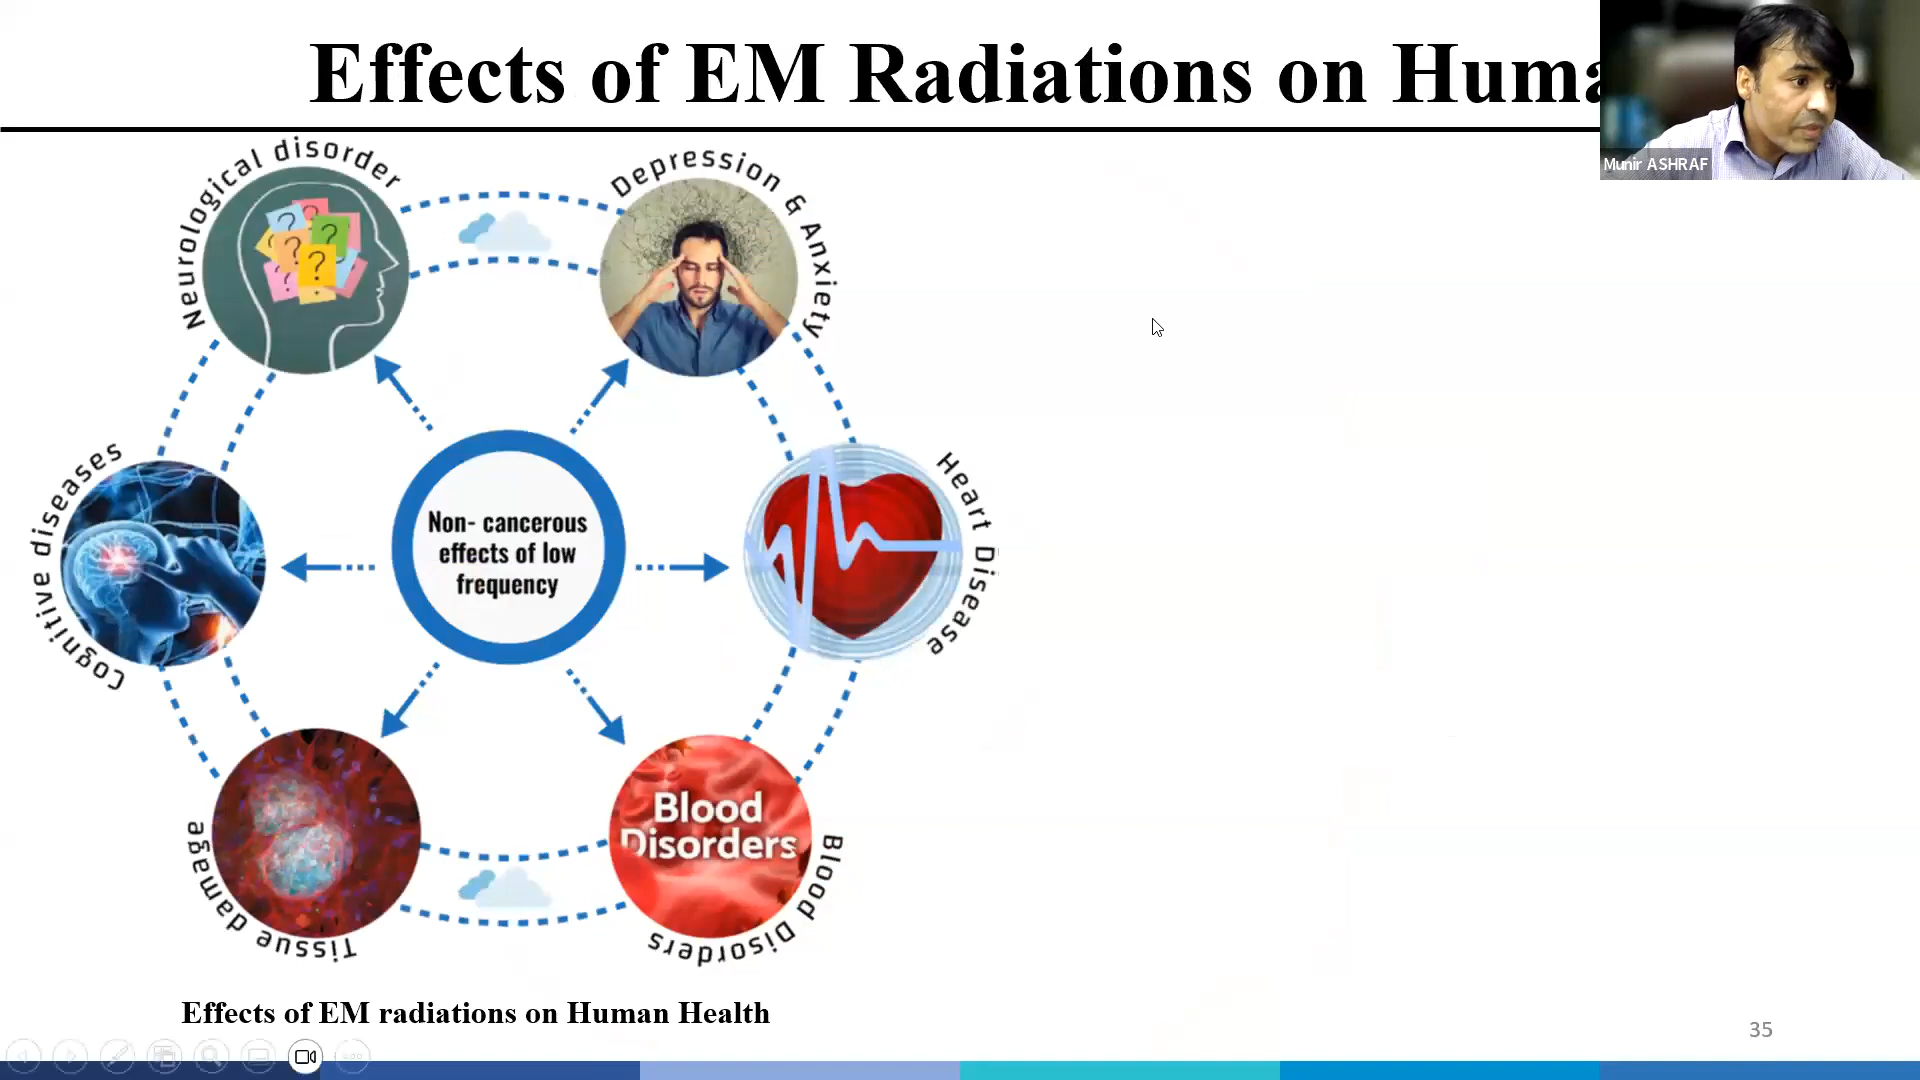 Effects of EM Radiations on Huma
Munir ASHRAF
Neurological disorder
Depression & Anxiety
Cognitive diseases
Non- cancerous
effects of low
frequency
Heart Disease
Tissue damage
Blood
Disorders
Blood Disorders
Effects of EM radiations on Human Health
35